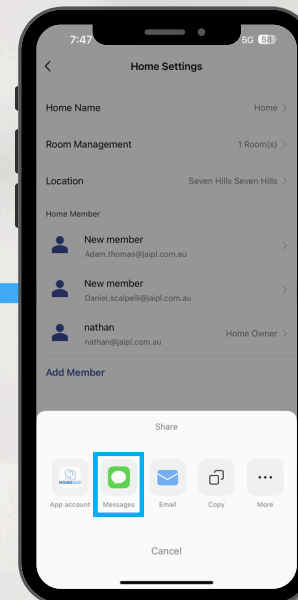 7:47
5G 58
Home Settings
Home Name Home >
Room Management 1 Room(s) >
Location Seven Hills Seven Hills >
Home Member
New member
Adam.thomas@jaipl.com.au
New member
Daniel.scalpelli@jaipl.com.au
nathan
nathan@jaipl.com.au
Home Owner >
Add Member
Share
App account Messages Email Copy More
Cancel